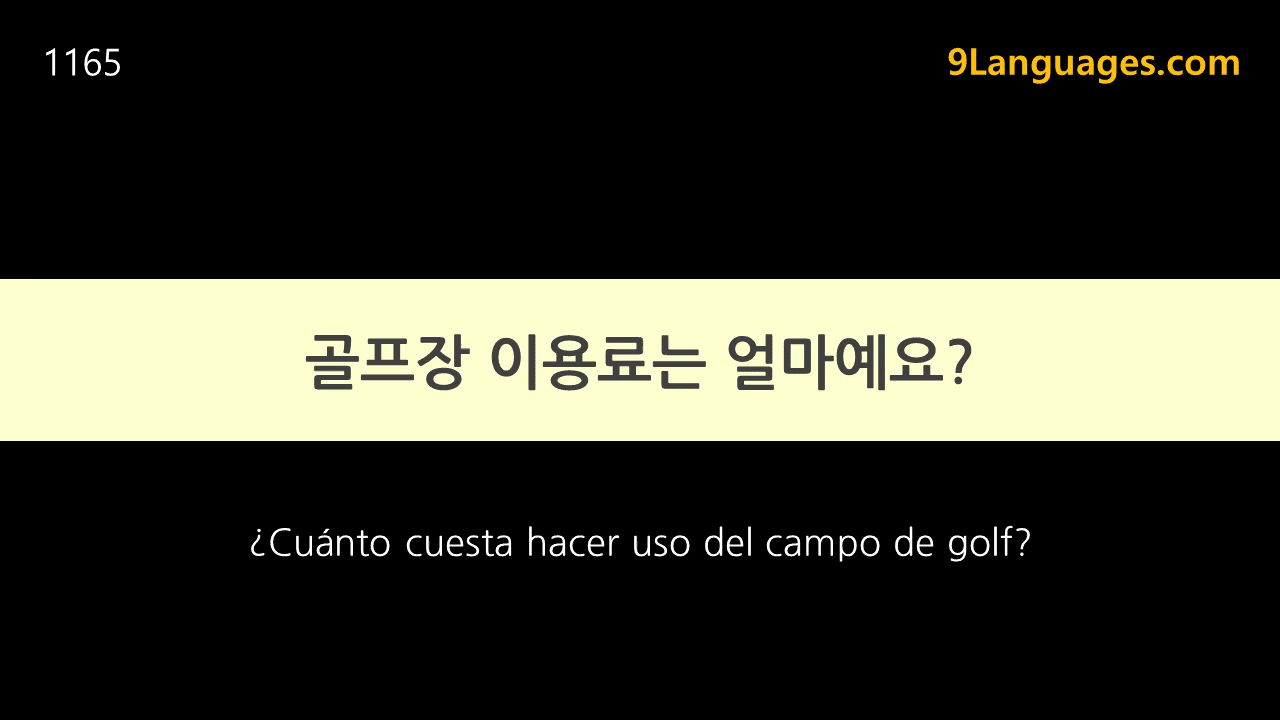 1165
9Languages.com
골프장 이용료는 얼마예요?
¿Cuánto cuesta hacer uso del campo de golf?